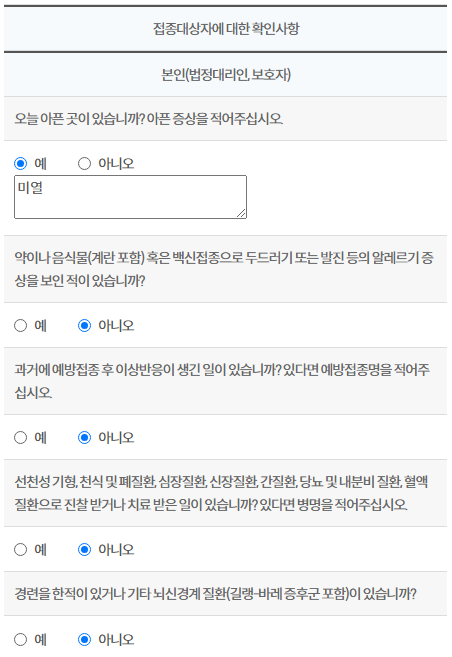 접종대상자에 대한 확인사항
본인(법정대리인, 보호자)
오늘 아픈 곳이 있습니까? 아픈 증상을 적어주십시오.
예 아니오
미열
약이나 음식물(계란 포함) 혹은 백신접종으로 두드러기 또는 발진 등의 알레르기 증
상을 보인 적이 있습니까?
예 아니오
과거에 예방접종 후 이상반응이 생긴 일이 있습니까? 있다면 예방접종명을 적어주
십시오.
예 아니오
선천성 기형, 천식 및 폐질환, 심장질환, 신장질환, 간질환, 당뇨 및 내분비 질환, 혈액
질환으로 진찰 받거나 치료 받은 일이 있습니까? 있다면 병명을 적어주십시오.
예 아니오
경련을 한적이 있거나 기타 뇌신경계 질환(길랭-바레 증후군 포함)이 있습니까?
예 아니오